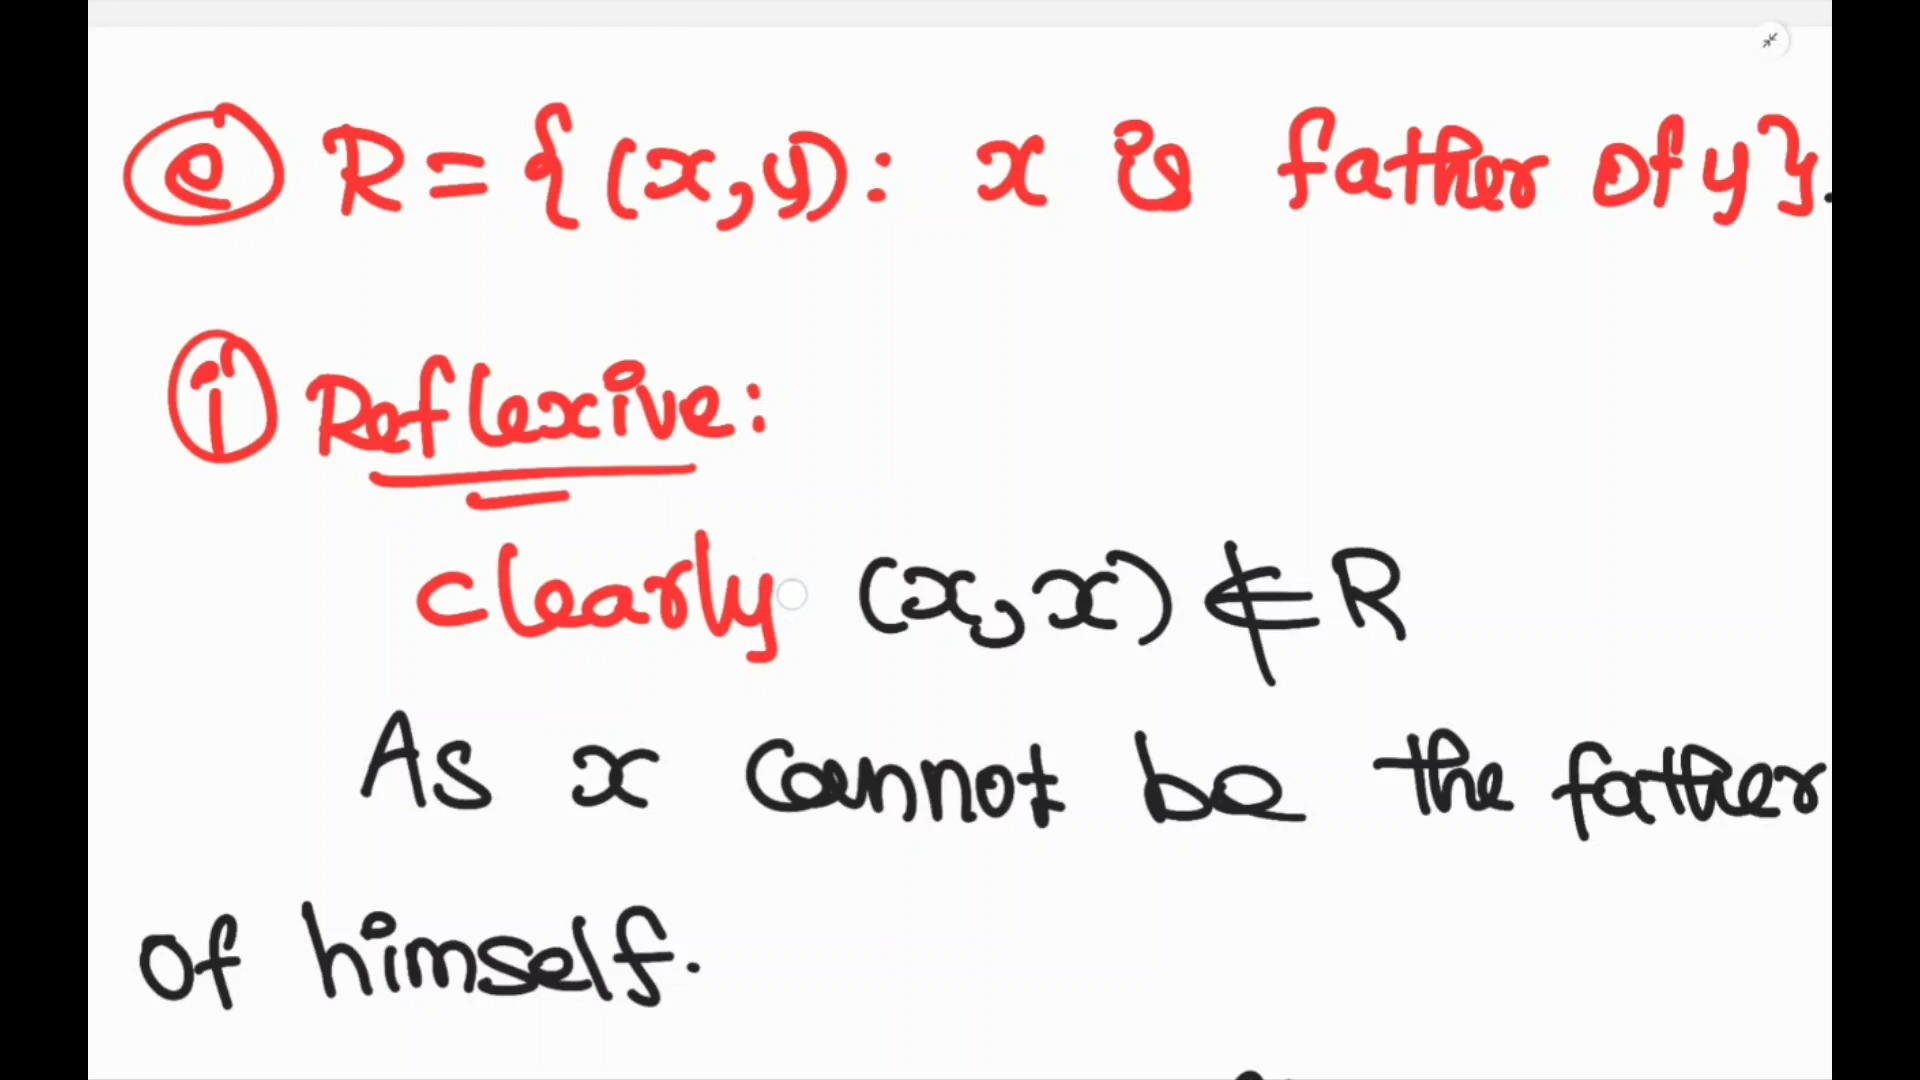 ⓔ R = {(x,y): x is father of y}.
ⓘ Reflexive:
clearly (x,x) ∉ R
As x cannot be the father
of himself.